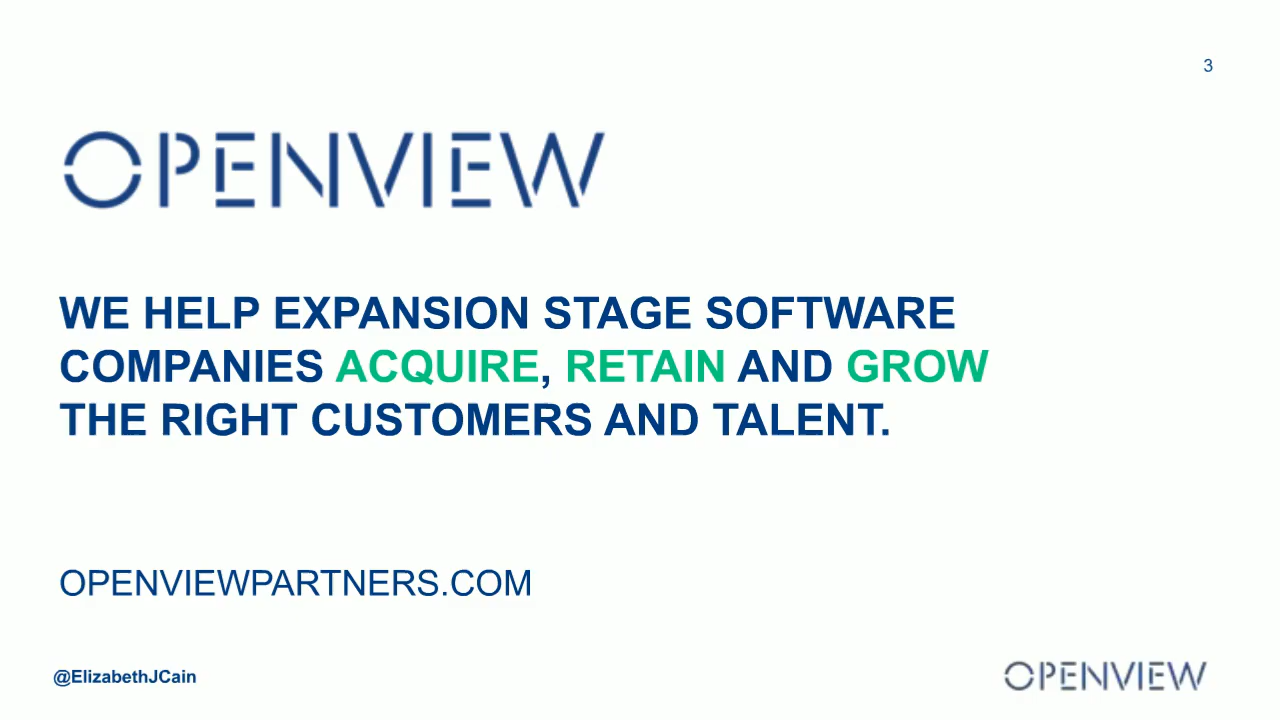 3
OPENVIEW
WE HELP EXPANSION STAGE SOFTWARE
COMPANIES ACQUIRE, RETAIN AND GROW
THE RIGHT CUSTOMERS AND TALENT.
OPENVIEWPARTNERS.COM
@ElizabethJCain
OPENVIEW